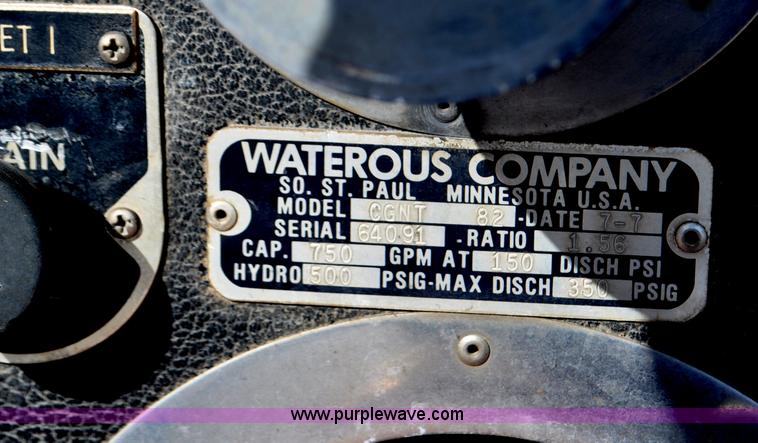 ET I
AIN
WATEROUS COMPANY
SO. ST. PAUL MINNESOTA U.S.A.
MODEL CGNT 82 -DATE 7-7
SERIAL 64091 -RATIO 1.56
CAP. 750 GPM AT 150 DISCH PSI
HYDRO 500 PSIG-MAX DISCH 350 PSIG
www.purplewave.com